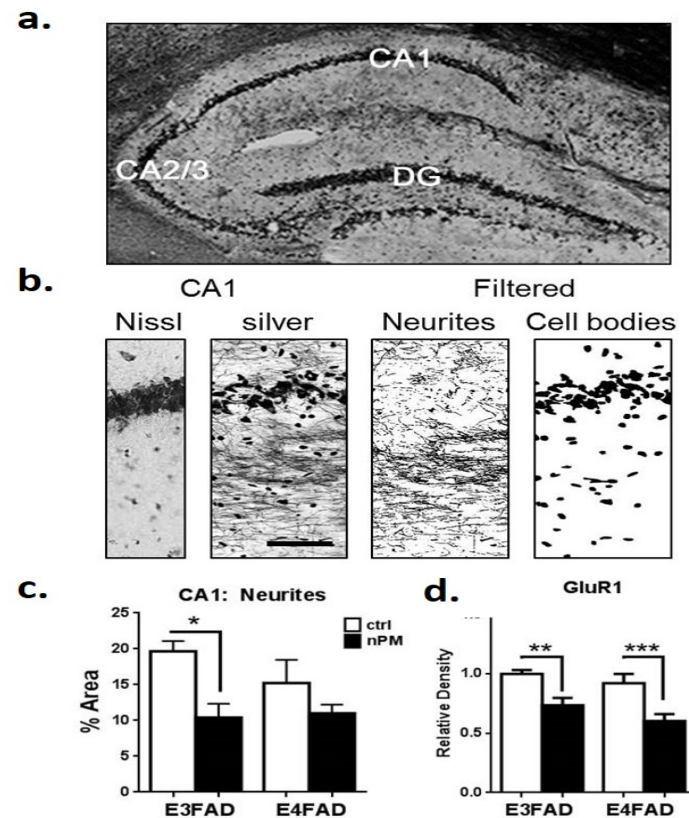 a.
CA1
CA2/3
DG
b.
CA1 Filtered
Nissl silver Neurites Cell bodies
c.
CA1: Neurites
25
20
15
10
5
0
% Area
*
ctrl
nPM
E3FAD E4FAD
d.
GluR1
1.0
0.5
0.0
Relative Density
** ***
E3FAD E4FAD